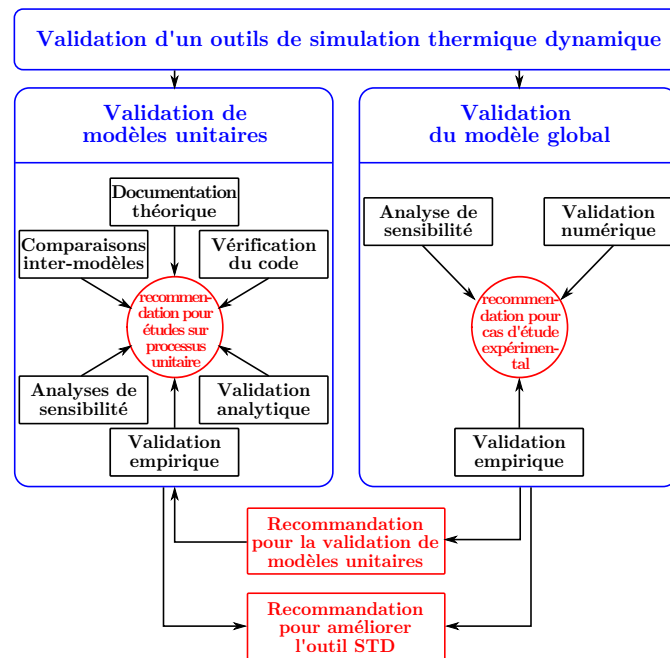 Validation d'un outils de simulation thermique dynamique
Validation de
modèles unitaires
Documentation
théorique
Comparaisons
inter-modèles
Vérification
du code
recommen-
dation pour
études sur
processus
unitaire
Analyses de
sensibilité
Validation
analytique
Validation
empirique
Validation
du modèle global
Analyse de
sensibilité
Validation
numérique
recommen-
dation pour
cas d'étude
expérimen-
tal
Validation
empirique
Recommandation
pour la validation de
modèles unitaires
Recommandation
pour améliorer
l'outil STD